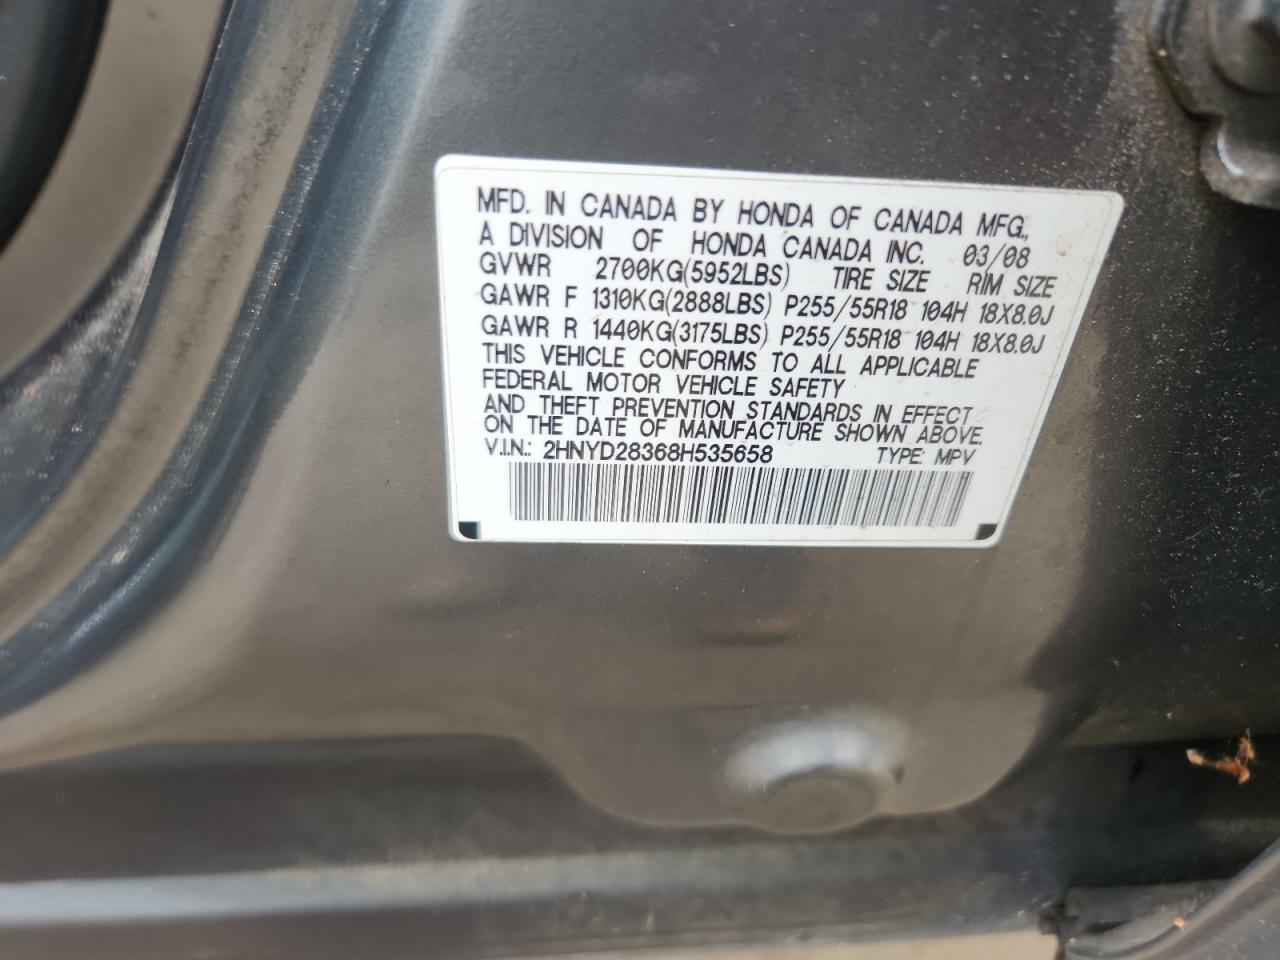 MFD. IN CANADA BY HONDA OF CANADA MFG.,
A DIVISION OF HONDA CANADA INC. 03/08
GVWR 2700KG(5952LBS) TIRE SIZE RIM SIZE
GAWR F 1310KG(2888LBS) P255/55R18 104H 18X8.0J
GAWR R 1440KG(3175LBS) P255/55R18 104H 18X8.0J
THIS VEHICLE CONFORMS TO ALL APPLICABLE
FEDERAL MOTOR VEHICLE SAFETY
AND THEFT PREVENTION STANDARDS IN EFFECT
ON THE DATE OF MANUFACTURE SHOWN ABOVE.
V.I.N.: 2HNYD28368H535658 TYPE: MPV